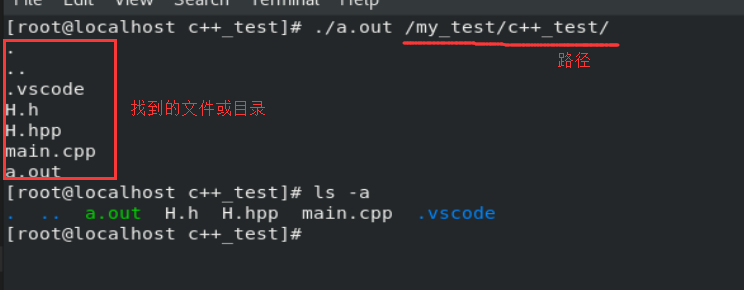 File Edit View Search Terminal Help
[root@localhost c++_test]# ./a.out /my_test/c++_test/
路径
.
..
.vscode
H.h
找到的文件或目录
H.hpp
main.cpp
a.out
[root@localhost c++_test]# ls -a
. .. a.out H.h H.hpp main.cpp .vscode
[root@localhost c++_test]#